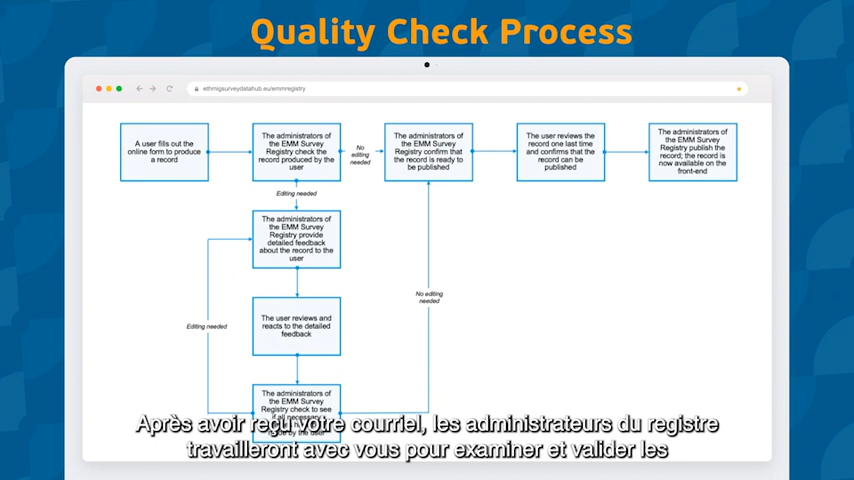 Quality Check Process
ethmigsurveydatahub.eu/emmregistry
A user fills out the
online form to produce
a record
The administrators of
the EMM Survey
Registry check the
record produced by the
user
No
editing
needed
The administrators of
the EMM Survey
Registry confirm that
the record is ready to
be published
The user reviews the
record one last time
and confirms that the
record can be
published
The administrators of
the EMM Survey
Registry publish the
record; the record is
now available on the
front-end
Editing needed
The administrators of
the EMM Survey
Registry provide
detailed feedback
about the record to the
user
The user reviews and
reacts to the detailed
feedback
Editing needed
No editing
needed
The administrators of
the EMM Survey
Registry check to see
if all necessary
by the user
Après avoir reçu votre courriel, les administrateurs du registre
travailleront avec vous pour examiner et valider les